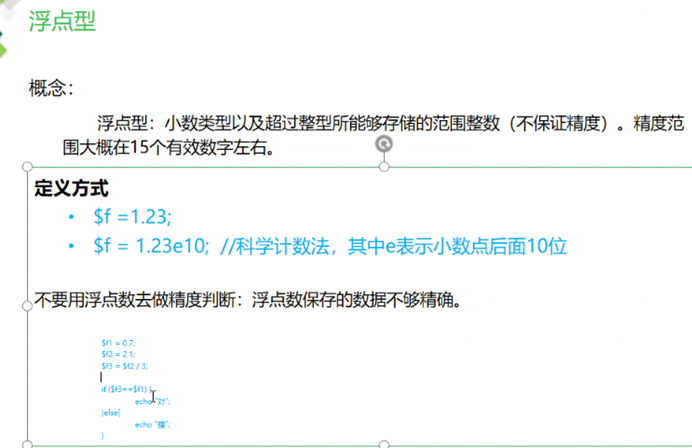 浮点型
概念：
浮点型：小数类型以及超过整型所能够存储的范围整数（不保证精度）。精度范
围大概在15个有效数字左右。
定义方式
• $f =1.23;
• $f = 1.23e10;  //科学计数法，其中e表示小数点后面10位
不要用浮点数去做精度判断：浮点数保存的数据不够精确。
$f1 = 0.7;
$f2 = 2.1;
$f3 = $f2 / 3;
if ($f3==$f1) {
echo "对";
}else{
echo "错";
}